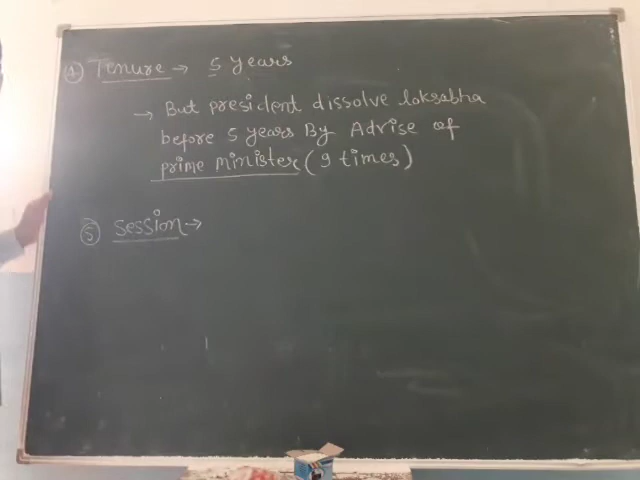 ④ Tenure → 5 years
→ But president dissolve loksabha
before 5 years By Advise of
prime minister (9 times)
⑤ Session →